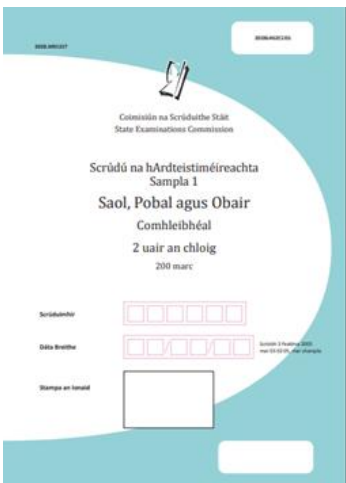 Coimisiún na Scrúduithe Stáit
State Examinations Commission
Scrúdú na hArdteistiméireachta
Sampla 1
Saol, Pobal agus Obair
Comhleibhéal
2 uair an chloig
200 marc
Scrúduimhir
Dáta Breithe
Stampa an Ionaid